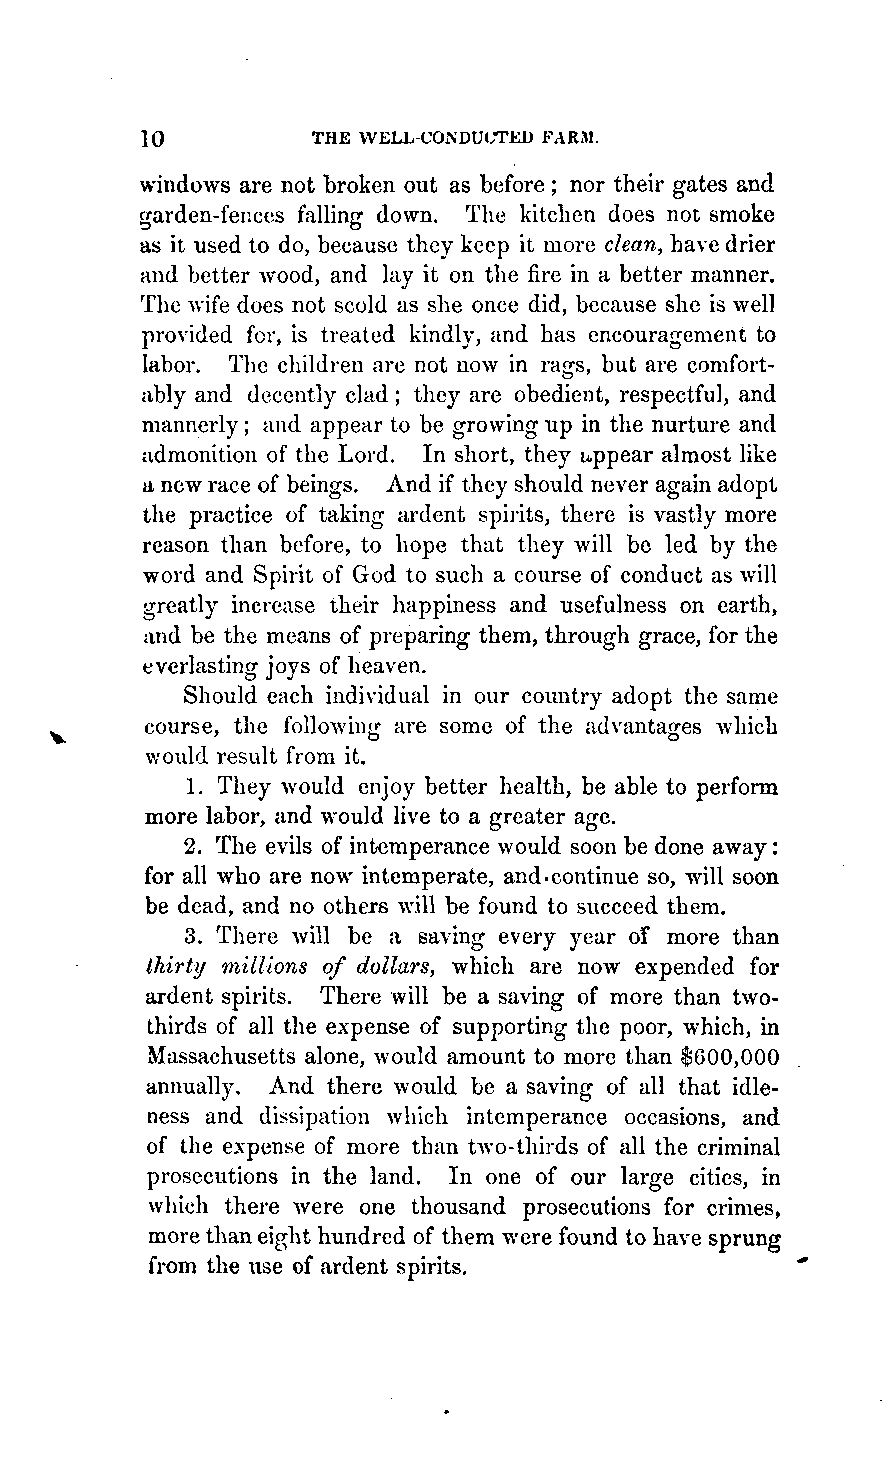 10 THE WELL-CONDUCTED FARM.
windows are not broken out as before; nor their gates and
garden-fences falling down. The kitchen does not smoke
as it used to do, because they keep it more clean, have drier
and better wood, and lay it on the fire in a better manner.
The wife does not scold as she once did, because she is well
provided for, is treated kindly, and has encouragement to
labor. The children are not now in rags, but are comfort-
ably and decently clad; they are obedient, respectful, and
mannerly; and appear to be growing up in the nurture and
admonition of the Lord. In short, they appear almost like
a new race of beings. And if they should never again adopt
the practice of taking ardent spirits, there is vastly more
reason than before, to hope that they will be led by the
word and Spirit of God to such a course of conduct as will
greatly increase their happiness and usefulness on earth,
and be the means of preparing them, through grace, for the
everlasting joys of heaven.
Should each individual in our country adopt the same
course, the following are some of the advantages which
would result from it.
1. They would enjoy better health, be able to perform
more labor, and would live to a greater age.
2. The evils of intemperance would soon be done away:
for all who are now intemperate, and continue so, will soon
be dead, and no others will be found to succeed them.
3. There will be a saving every year of more than
thirty millions of dollars, which are now expended for
ardent spirits. There will be a saving of more than two-
thirds of all the expense of supporting the poor, which, in
Massachusetts alone, would amount to more than $600,000
annually. And there would be a saving of all that idle-
ness and dissipation which intemperance occasions, and
of the expense of more than two-thirds of all the criminal
prosecutions in the land. In one of our large cities, in
which there were one thousand prosecutions for crimes,
more than eight hundred of them were found to have sprung
from the use of ardent spirits.